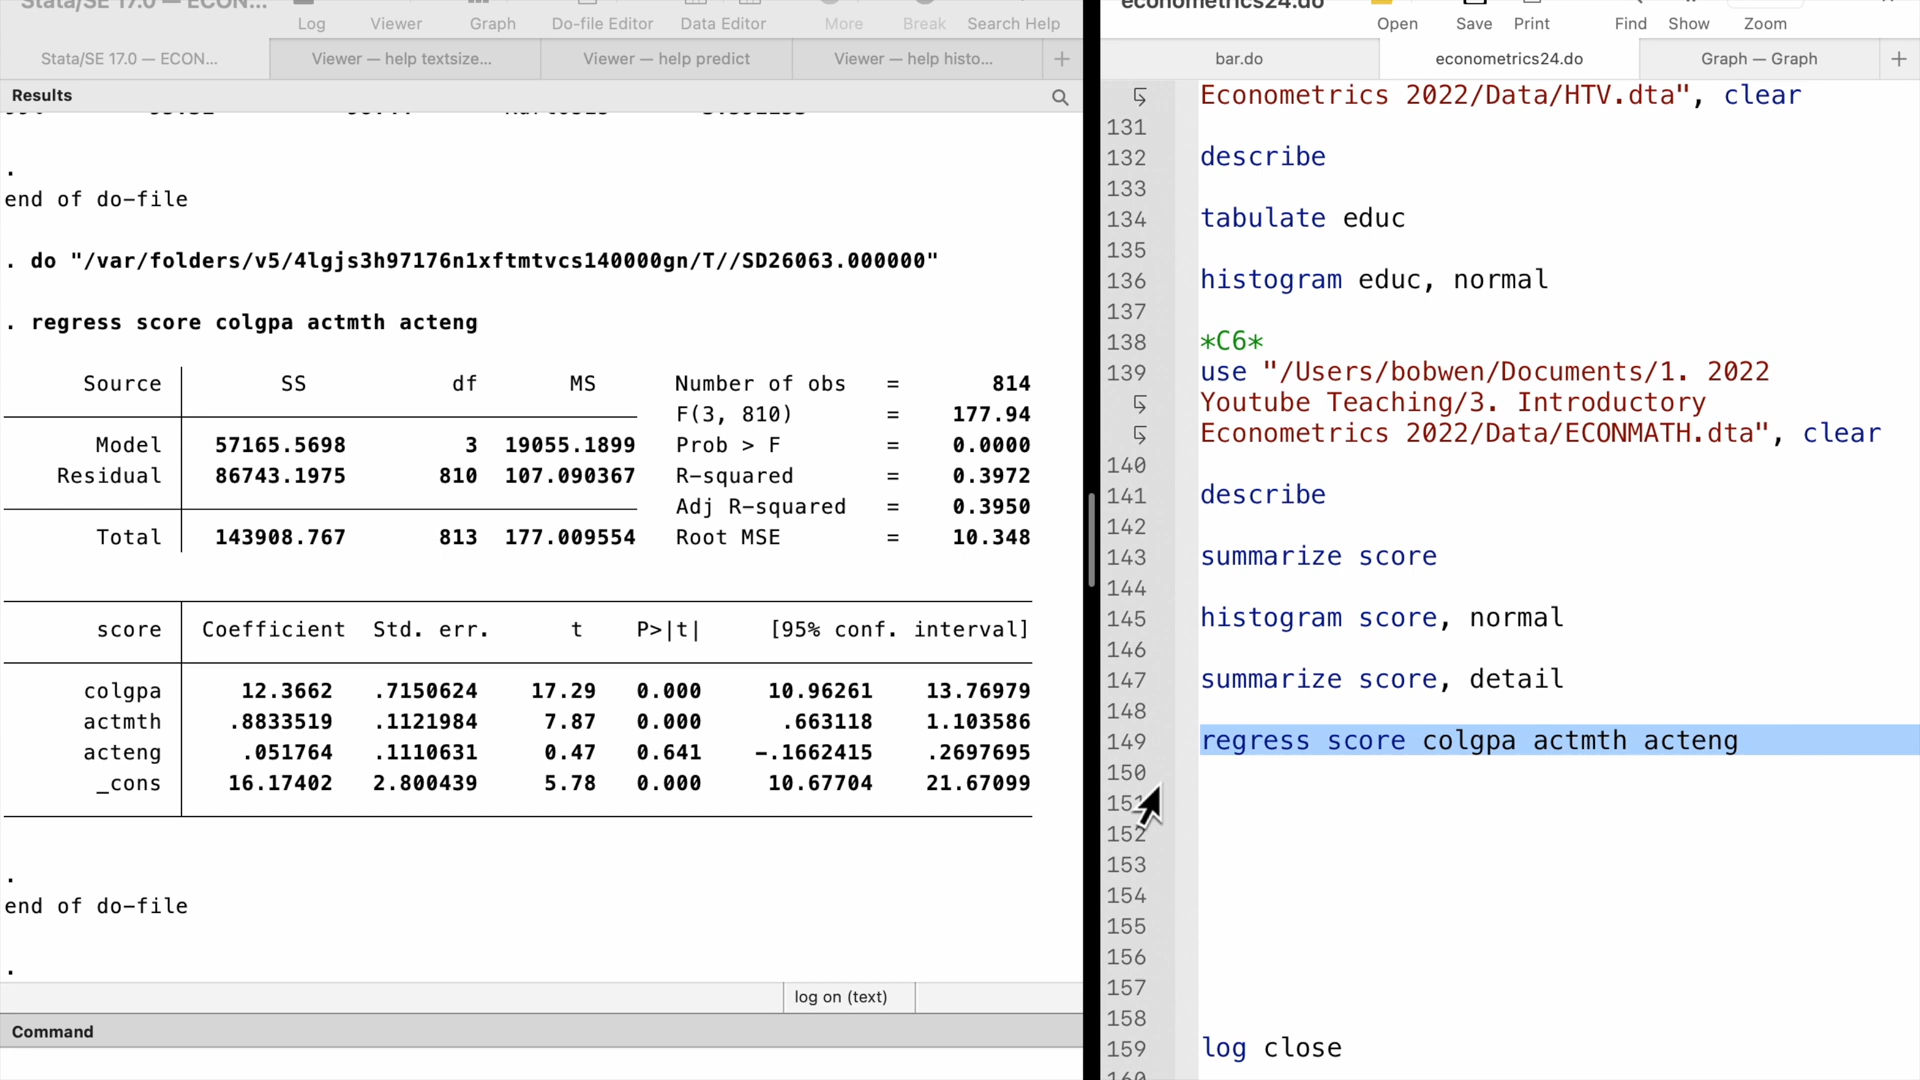 Stata/SE 17.0 — ECON...
Log Viewer Graph Do-file Editor Data Editor More Break Search Help
Stata/SE 17.0 — ECON... Viewer — help textsize... Viewer — help predict Viewer — help histo... +
Results
.
end of do-file
. do "/var/folders/v5/4lgjs3h97176n1xftmtvcs140000gn/T//SD26063.000000"
. regress score colgpa actmth acteng
Source SS df MS Number of obs = 814
F(3, 810) = 177.94
Model 57165.5698 3 19055.1899 Prob > F = 0.0000
Residual 86743.1975 810 107.090367 R-squared = 0.3972
Adj R-squared = 0.3950
Total 143908.767 813 177.009554 Root MSE = 10.348
score Coefficient Std. err. t P>|t| [95% conf. interval]
colgpa 12.3662 .7150624 17.29 0.000 10.96261 13.76979
actmth .8833519 .1121984 7.87 0.000 .663118 1.103586
acteng .051764 .1110631 0.47 0.641 -.1662415 .2697695
_cons 16.17402 2.800439 5.78 0.000 10.67704 21.67099
.
end of do-file
.
log on (text)
Command
econometrics24.do
Open Save Print Find Show Zoom
bar.do econometrics24.do Graph — Graph +
Econometrics 2022/Data/HTV.dta", clear
131
132 describe
133
134 tabulate educ
135
136 histogram educ, normal
137
138 *C6*
139 use "/Users/bobwen/Documents/1. 2022
Youtube Teaching/3. Introductory
Econometrics 2022/Data/ECONMATH.dta", clear
140
141 describe
142
143 summarize score
144
145 histogram score, normal
146
147 summarize score, detail
148
149 regress score colgpa actmth acteng
150
151
152
153
154
155
156
157
158
159 log close
160